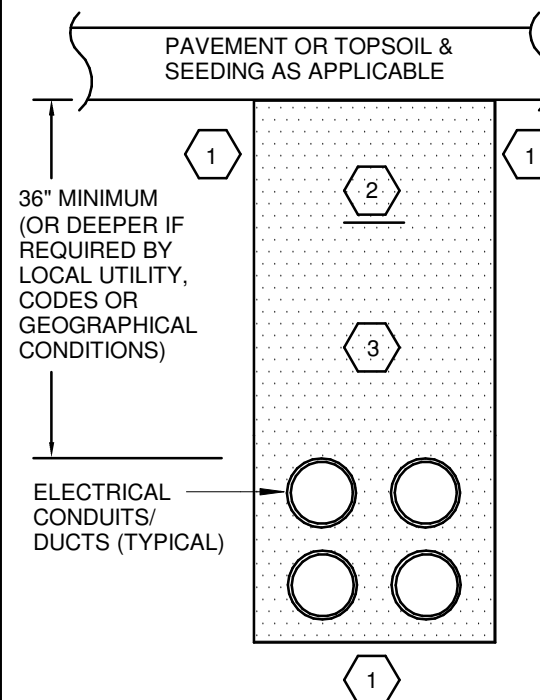 PAVEMENT OR TOPSOIL &
SEEDING AS APPLICABLE
1
1
2
36" MINIMUM
(OR DEEPER IF
REQUIRED BY
LOCAL UTILITY,
CODES OR
GEOGRAPHICAL
CONDITIONS)
3
ELECTRICAL
CONDUITS/
DUCTS (TYPICAL)
1